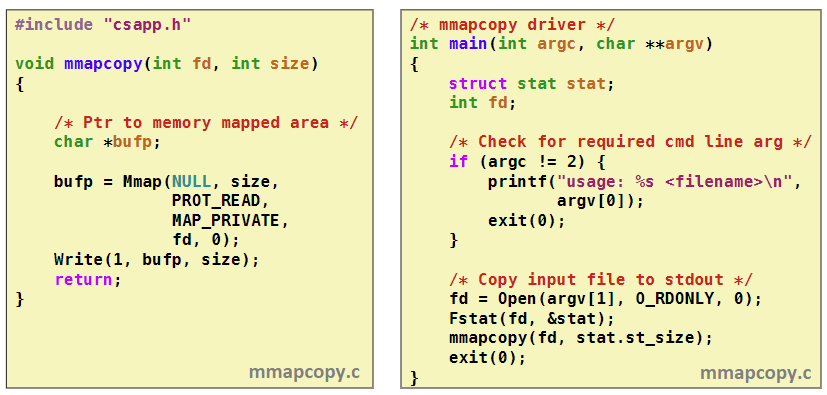 #include "csapp.h"
void mmapcopy(int fd, int size)
{
/* Ptr to memory mapped area */
char *bufp;
bufp = Mmap(NULL, size,
PROT_READ,
MAP_PRIVATE,
fd, 0);
Write(1, bufp, size);
return;
}
mmapcopy.c
/* mmapcopy driver */
int main(int argc, char **argv)
{
struct stat stat;
int fd;
/* Check for required cmd line arg */
if (argc != 2) {
printf("usage: %s <filename>\n",
argv[0]);
exit(0);
}
/* Copy input file to stdout */
fd = Open(argv[1], O_RDONLY, 0);
Fstat(fd, &stat);
mmapcopy(fd, stat.st_size);
exit(0);
}
mmapcopy.c